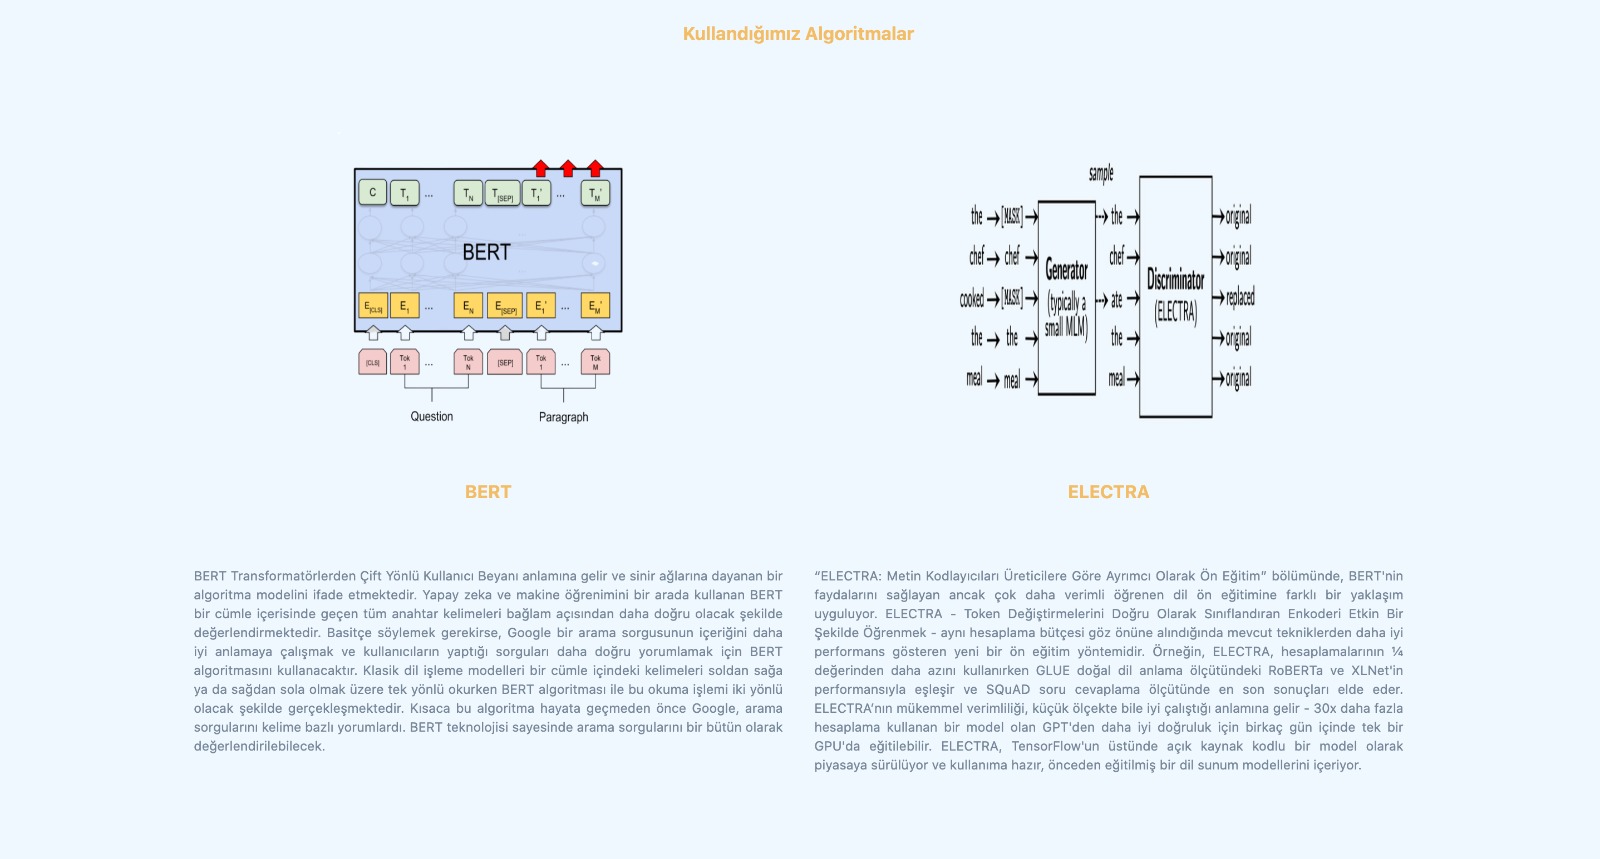 Kullandığımız Algoritmalar
C T1 ... TN T[SEP] T1' ... TM'
BERT
E[CLS] E1 ... EN E[SEP] E1' ... EM'
[CLS] Tok 1 ... Tok N [SEP] Tok 1 ... Tok M
Question Paragraph
sample
the [MASK] the original
chef chef chef original
cooked [MASK] ate replaced
the the the original
meal meal meal original
Generator
(typically a
small MLM)
Discriminator
(ELECTRA)
BERT
BERT Transformatörlerden Çift Yönlü Kullanıcı Beyanı anlamına gelir ve sinir ağlarına dayanan bir
algoritma modelini ifade etmektedir. Yapay zeka ve makine öğrenimini bir arada kullanan BERT
bir cümle içerisinde geçen tüm anahtar kelimeleri bağlam açısından daha doğru olacak şekilde
değerlendirmektedir. Basitçe söylemek gerekirse, Google bir arama sorgusunun içeriğini daha
iyi anlamaya çalışmak ve kullanıcıların yaptığı sorguları daha doğru yorumlamak için BERT
algoritmasını kullanacaktır. Klasik dil işleme modelleri bir cümle içindeki kelimeleri soldan sağa
ya da sağdan sola olmak üzere tek yönlü okurken BERT algoritması ile bu okuma işlemi iki yönlü
olacak şekilde gerçekleşmektedir. Kısaca bu algoritma hayata geçmeden önce Google, arama
sorgularını kelime bazlı yorumlardı. BERT teknolojisi sayesinde arama sorgularını bir bütün olarak
değerlendirilebilecek.
ELECTRA
“ELECTRA: Metin Kodlayıcıları Üreticilere Göre Ayrımcı Olarak Ön Eğitim” bölümünde, BERT'nin
faydalarını sağlayan ancak çok daha verimli öğrenen dil ön eğitimine farklı bir yaklaşım
uyguluyor. ELECTRA - Token Değiştirmelerini Doğru Olarak Sınıflandıran Enkoderi Etkin Bir
Şekilde Öğrenmek - aynı hesaplama bütçesi göz önüne alındığında mevcut tekniklerden daha iyi
performans gösteren yeni bir ön eğitim yöntemidir. Örneğin, ELECTRA, hesaplamalarının ¼
değerinden daha azını kullanırken GLUE doğal dil anlama ölçütündeki RoBERTa ve XLNet'in
performansıyla eşleşir ve SQuAD soru cevaplama ölçütünde en son sonuçları elde eder.
ELECTRA’nın mükemmel verimliliği, küçük ölçekte bile iyi çalıştığı anlamına gelir - 30x daha fazla
hesaplama kullanan bir model olan GPT'den daha iyi doğruluk için birkaç gün içinde tek bir
GPU'da eğitilebilir. ELECTRA, TensorFlow'un üstünde açık kaynak kodlu bir model olarak
piyasaya sürülüyor ve kullanıma hazır, önceden eğitilmiş bir dil sunum modellerini içeriyor.